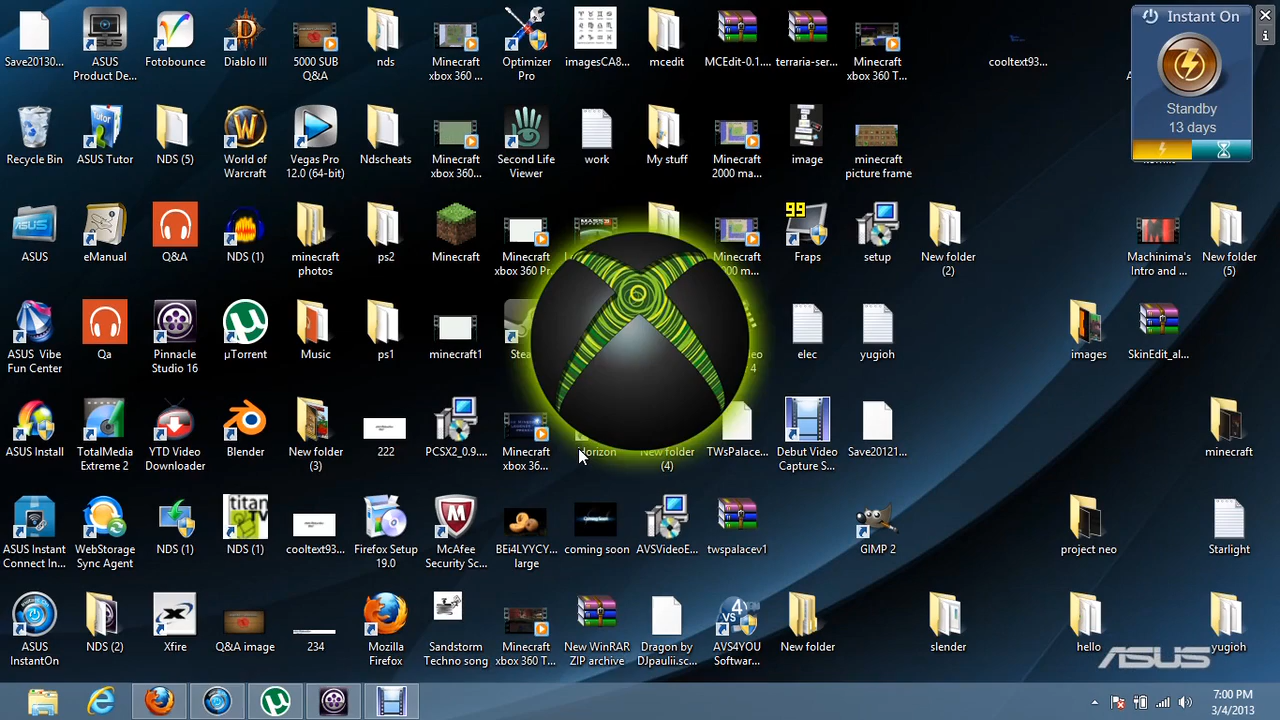 Save20130...
ASUS Product De...
Fotobounce
Diablo III
5000 SUB Q&A
nds
Minecraft xbox 360 ...
Optimizer Pro
imagesCA8...
mcedit
MCEdit-0.1....
terraria-ser...
Minecraft xbox 360 T...
cooltext93...
Instant On
Standby
13 days
Recycle Bin
ASUS Tutor
NDS (5)
World of Warcraft
Vegas Pro 12.0 (64-bit)
Ndscheats
Minecraft xbox 360...
Second Life Viewer
work
My stuff
Minecraft 2000 ma...
image
minecraft picture frame
ASUS
eManual
Q&A
NDS (1)
minecraft photos
ps2
Minecraft
Minecraft xbox 360 Pr...
99
Fraps
setup
New folder (2)
Machinima's Intro and ...
New folder (5)
ASUS Vibe Fun Center
Qa
Pinnacle Studio 16
µTorrent
Music
ps1
minecraft1
elec
yugioh
images
SkinEdit_al...
ASUS Install
TotalMedia Extreme 2
YTD Video Downloader
Blender
New folder (3)
222
PCSX2_0.9....
Minecraft xbox 36...
Horizon
New folder (4)
TWsPalace...
Debut Video Capture S...
Save20121...
minecraft
ASUS Instant Connect In...
WebStorage Sync Agent
NDS (1)
titan TV
NDS (1)
cooltext93...
Firefox Setup 19.0
McAfee Security Sc...
BEi4LYYCY... large
coming soon
AVSVideoE...
twspalacev1
GIMP 2
project neo
Starlight
ASUS InstantOn
NDS (2)
Xfire
Q&A image
234
Mozilla Firefox
Sandstorm Techno song
Minecraft xbox 360 T...
New WinRAR ZIP archive
Dragon by DJpaulii.sc...
AVS4YOU Softwar...
New folder
slender
hello
yugioh
ASUS
7:00 PM
3/4/2013